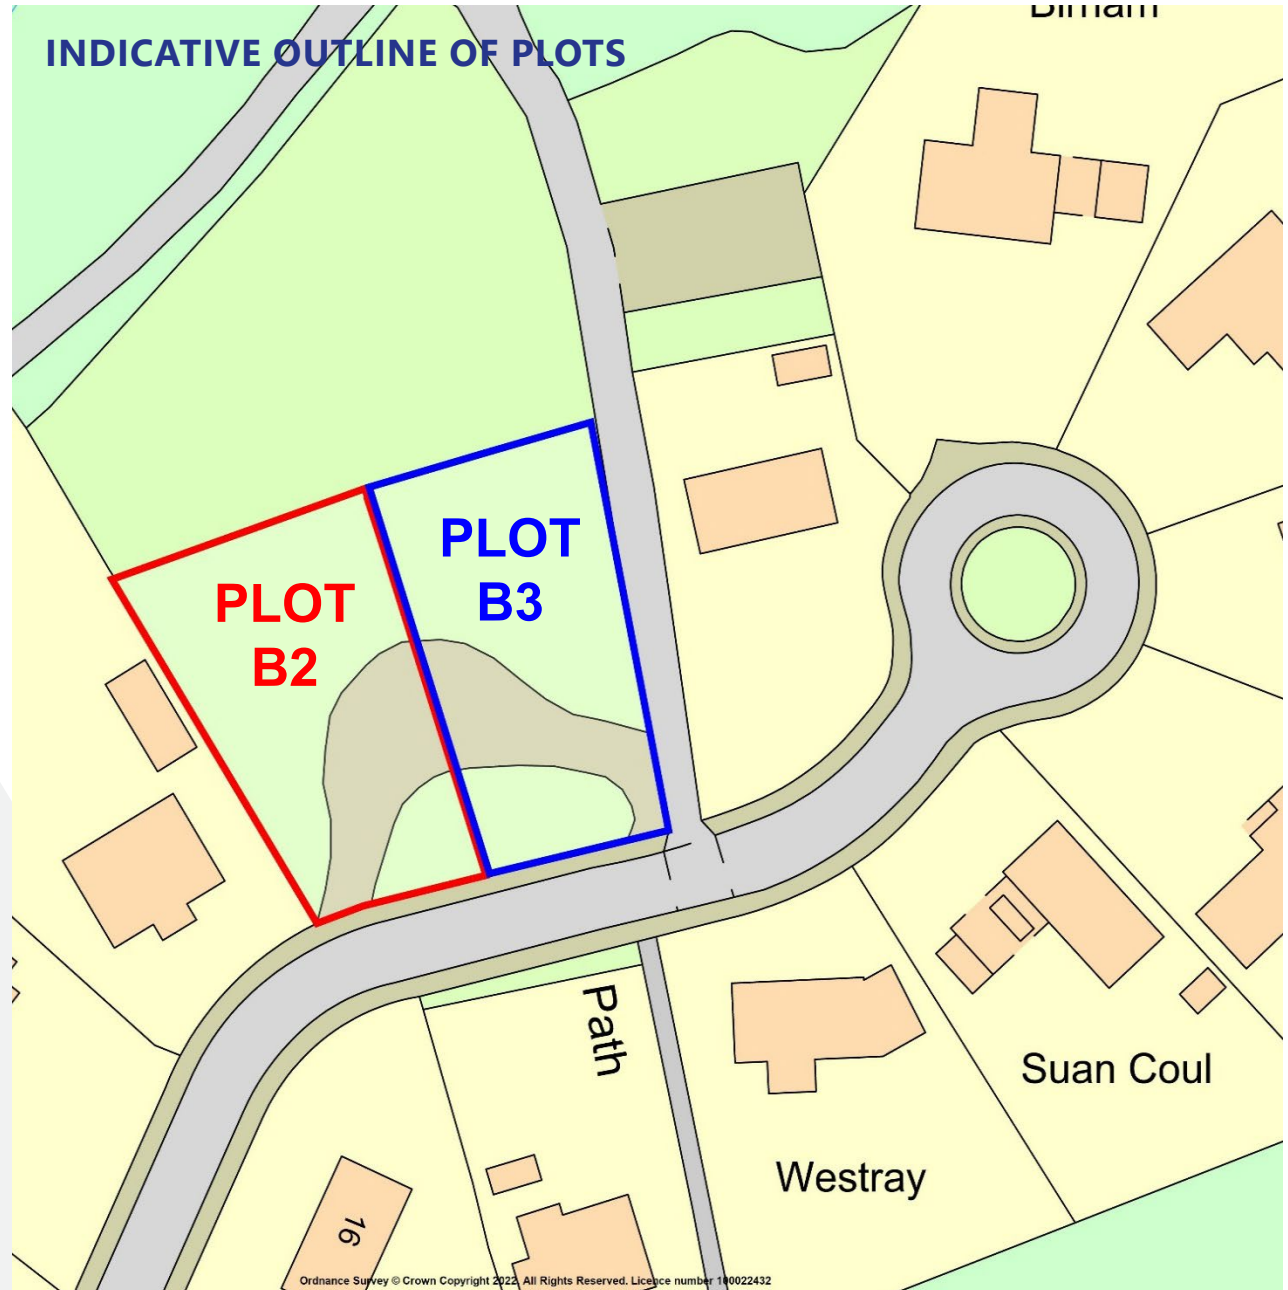 INDICATIVE OUTLINE OF PLOTS
PLOT
B3
PLOT
B2
Path
Suan Coul
Westray
16
Ordnance Survey © Crown Copyright 2022. All Rights Reserved. Licence number 100022432